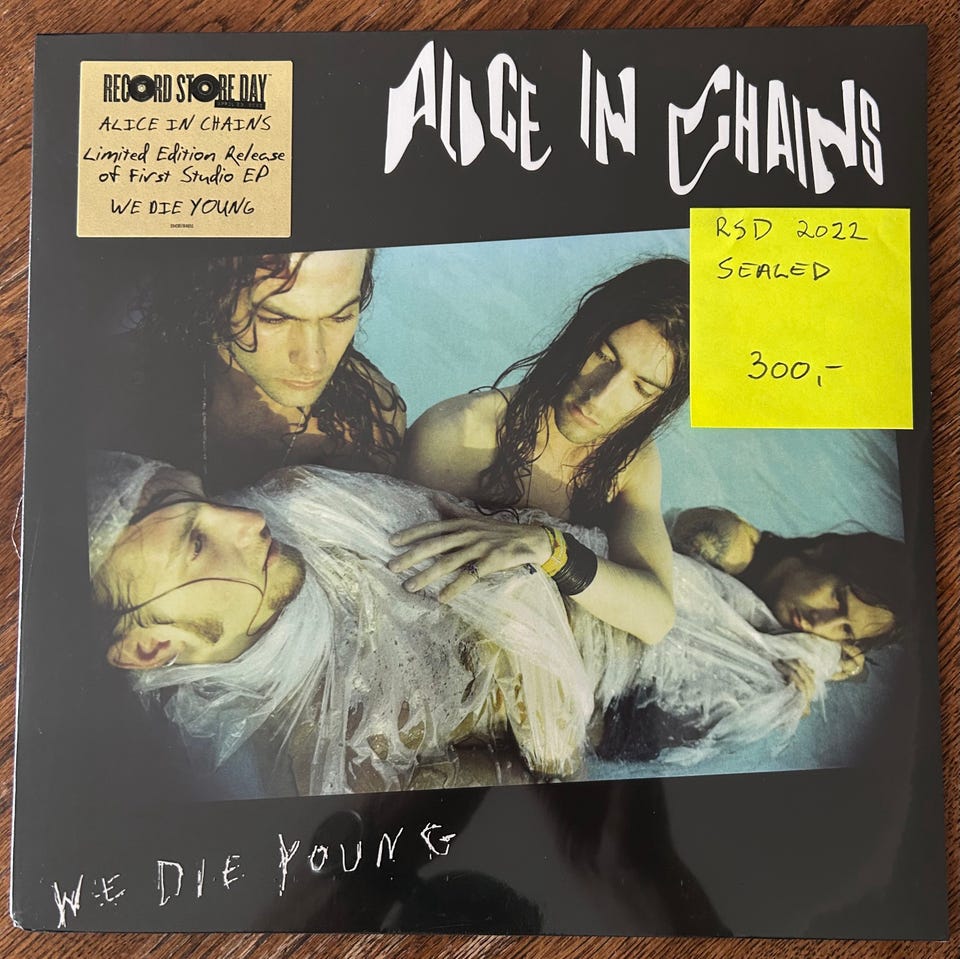 RECORD STORE DAY
ALICE IN CHAINS
Limited Edition Release
of First Studio EP
WE DIE YOUNG
ALICE IN CHAINS
RSD 2022
SEALED
300,-
WE DIE YOUNG